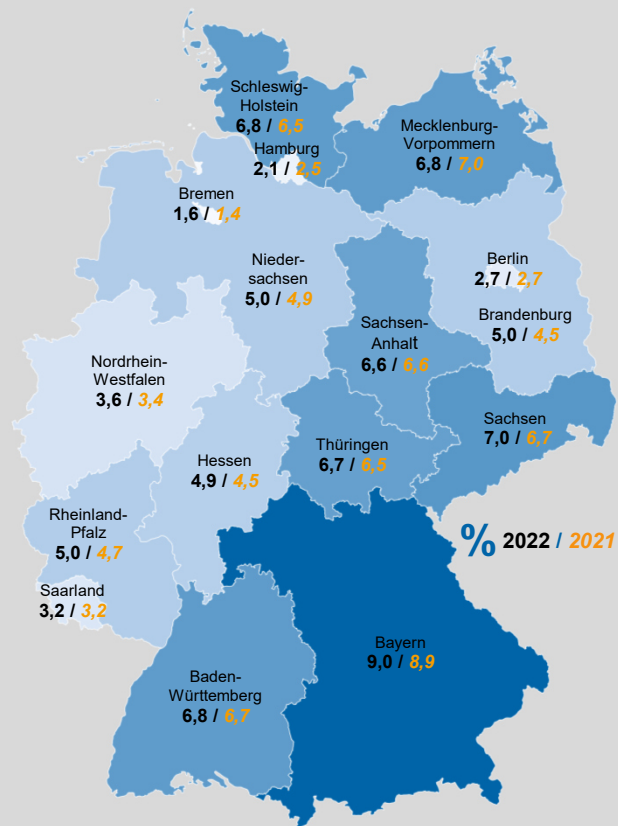 Schleswig-
Holstein
6,8 / 6,5
Mecklenburg-
Vorpommern
6,8 / 7,0
Hamburg
2,1 / 2,5
Bremen
1,6 / 1,4
Nieder-
sachsen
5,0 / 4,9
Berlin
2,7 / 2,7
Brandenburg
5,0 / 4,5
Sachsen-
Anhalt
6,6 / 6,6
Nordrhein-
Westfalen
3,6 / 3,4
Sachsen
7,0 / 6,7
Thüringen
6,7 / 6,5
Hessen
4,9 / 4,5
Rheinland-
Pfalz
5,0 / 4,7
% 2022 / 2021
Saarland
3,2 / 3,2
Bayern
9,0 / 8,9
Baden-
Württemberg
6,8 / 6,7